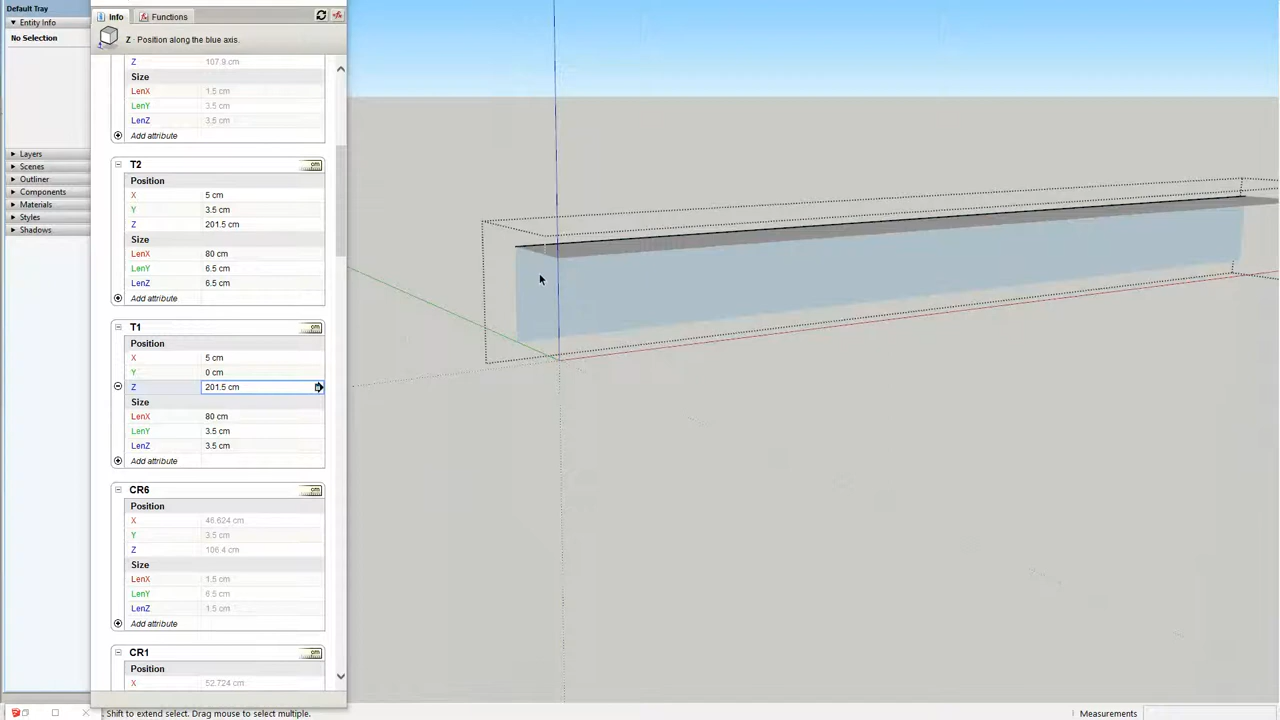 Default Tray
Entity Info
No Selection
Layers
Scenes
Outliner
Components
Materials
Styles
Shadows
Info
Functions
Z - Position along the blue axis.
Z 107.9 cm
Size
LenX 1.5 cm
LenY 3.5 cm
LenZ 3.5 cm
Add attribute
T2
cm
Position
X 5 cm
Y 3.5 cm
Z 201.5 cm
Size
LenX 80 cm
LenY 6.5 cm
LenZ 6.5 cm
Add attribute
T1
cm
Position
X 5 cm
Y 0 cm
Z 201.5 cm
Size
LenX 80 cm
LenY 3.5 cm
LenZ 3.5 cm
Add attribute
CR6
cm
Position
X 46.624 cm
Y 3.5 cm
Z 106.4 cm
Size
LenX 1.5 cm
LenY 6.5 cm
LenZ 1.5 cm
Add attribute
CR1
cm
Position
X 52.724 cm
Shift to extend select. Drag mouse to select multiple.
Measurements